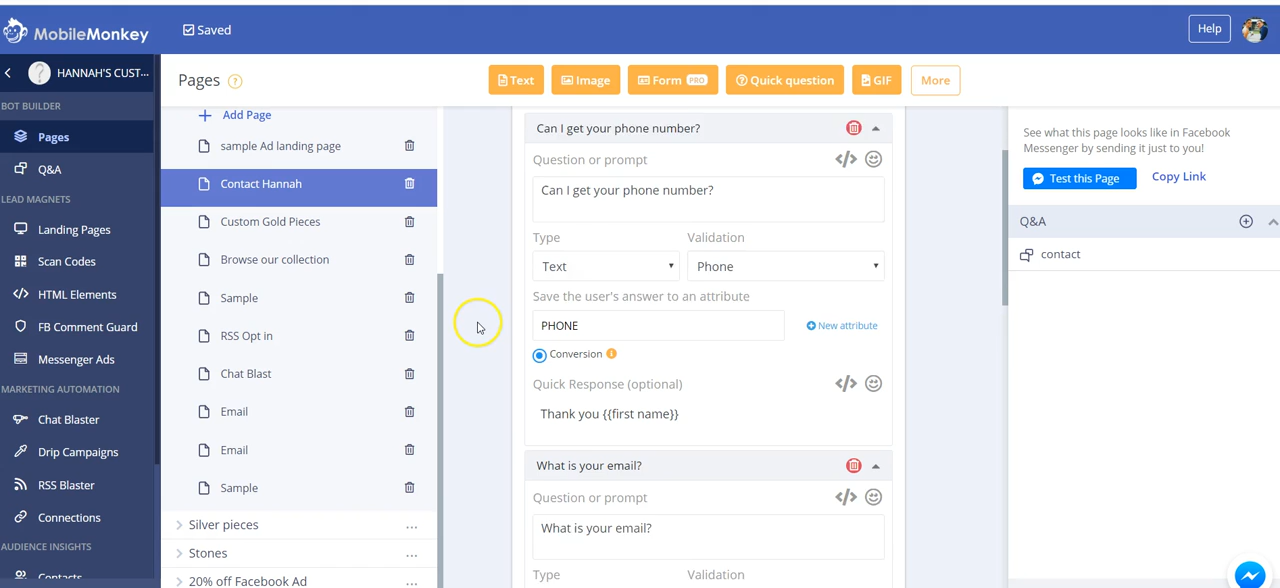 MobileMonkey
Saved
Help
HANNAH'S CUST...
Pages ?
Text
Image
Form PRO
Quick question
GIF
More
BOT BUILDER
Pages
Q&A
LEAD MAGNETS
Landing Pages
Scan Codes
HTML Elements
FB Comment Guard
Messenger Ads
MARKETING AUTOMATION
Chat Blaster
Drip Campaigns
RSS Blaster
Connections
AUDIENCE INSIGHTS
Contacts
Add Page
sample Ad landing page
Contact Hannah
Custom Gold Pieces
Browse our collection
Sample
RSS Opt in
Chat Blast
Email
Email
Sample
Silver pieces ...
Stones ...
20% off Facebook Ad ...
Can I get your phone number?
Question or prompt
Can I get your phone number?
Type Validation
Text Phone
Save the user's answer to an attribute
PHONE New attribute
Conversion
Quick Response (optional)
Thank you {{first name}}
What is your email?
Question or prompt
What is your email?
Type Validation
See what this page looks like in Facebook
Messenger by sending it just to you!
Test this Page Copy Link
Q&A
contact